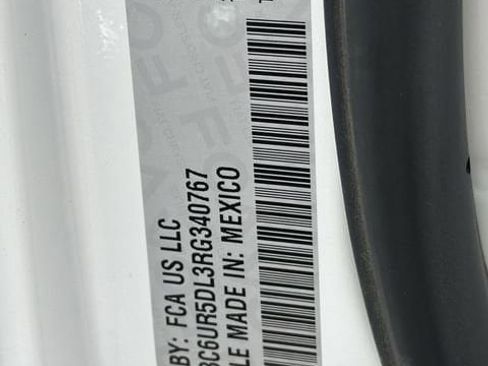 BY: FCA US LLC
3C6UR5DL3RG340767
LE MADE IN: MEXICO